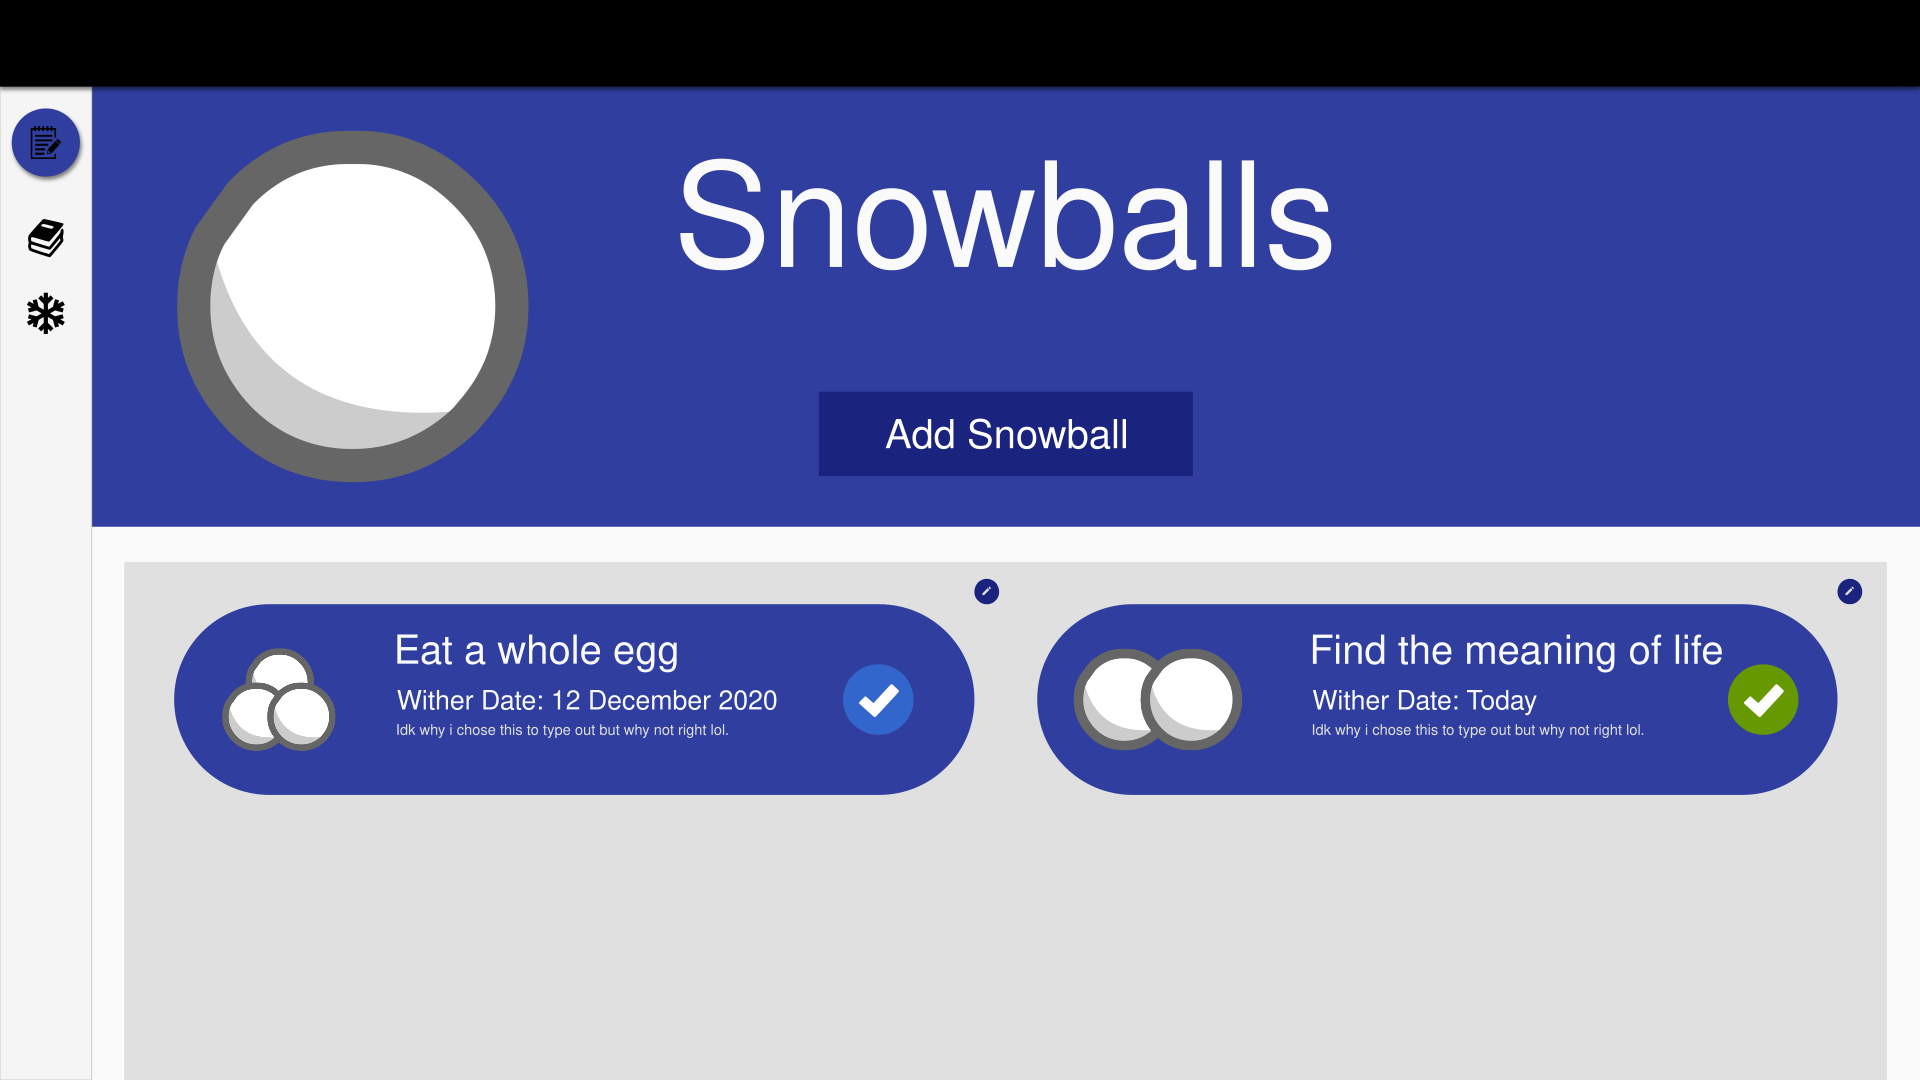 Snowballs
Add Snowball
Eat a whole egg
Wither Date: 12 December 2020
Idk why i chose this to type out but why not right lol.
Find the meaning of life
Wither Date: Today
Idk why i chose this to type out but why not right lol.